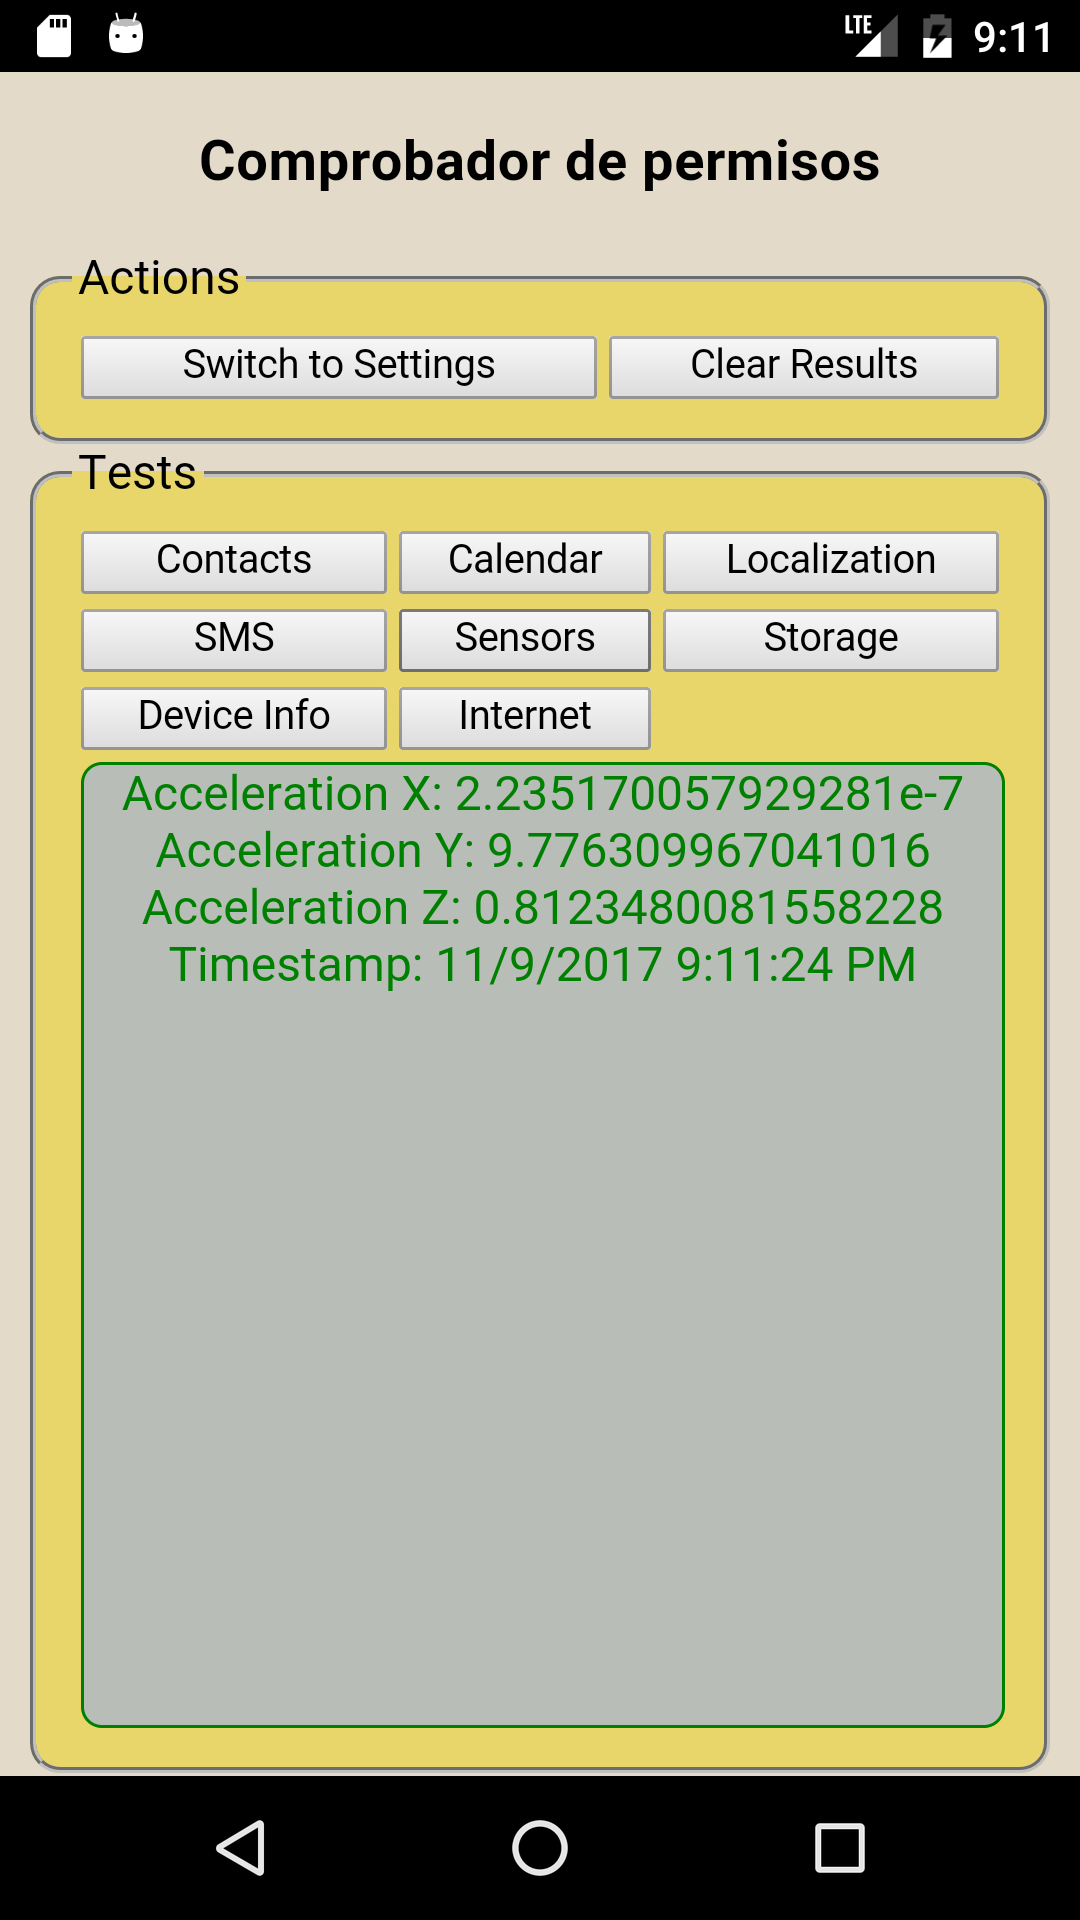 LTE 9:11
Comprobador de permisos
Actions
Switch to Settings Clear Results
Tests
Contacts Calendar Localization
SMS Sensors Storage
Device Info Internet
Acceleration X: 2.235170057929281e-7
Acceleration Y: 9.776309967041016
Acceleration Z: 0.8123480081558228
Timestamp: 11/9/2017 9:11:24 PM